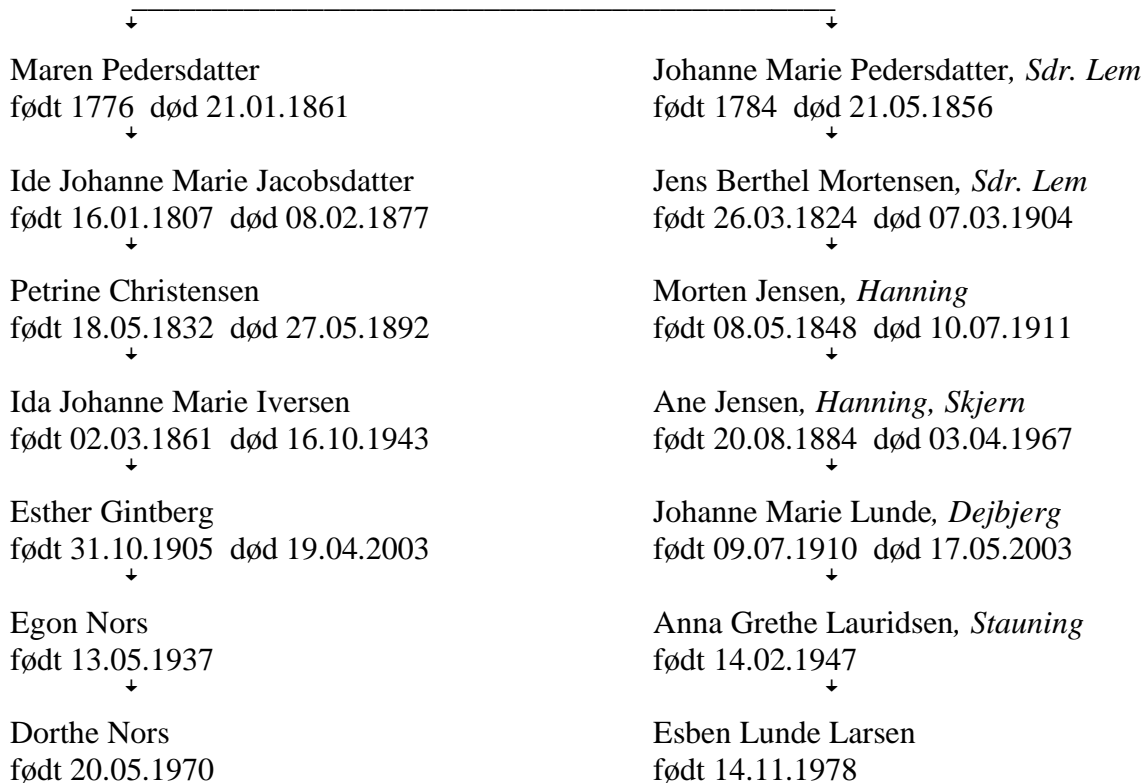 Maren Pedersdatter
født 1776 død 21.01.1861
Johanne Marie Pedersdatter, Sdr. Lem
født 1784 død 21.05.1856
Ide Johanne Marie Jacobsdatter
født 16.01.1807 død 08.02.1877
Jens Berthel Mortensen, Sdr. Lem
født 26.03.1824 død 07.03.1904
Petrine Christensen
født 18.05.1832 død 27.05.1892
Morten Jensen, Hanning
født 08.05.1848 død 10.07.1911
Ida Johanne Marie Iversen
født 02.03.1861 død 16.10.1943
Ane Jensen, Hanning, Skjern
født 20.08.1884 død 03.04.1967
Esther Gintberg
født 31.10.1905 død 19.04.2003
Johanne Marie Lunde, Dejbjerg
født 09.07.1910 død 17.05.2003
Egon Nors
født 13.05.1937
Anna Grethe Lauridsen, Stauning
født 14.02.1947
Dorthe Nors
født 20.05.1970
Esben Lunde Larsen
født 14.11.1978